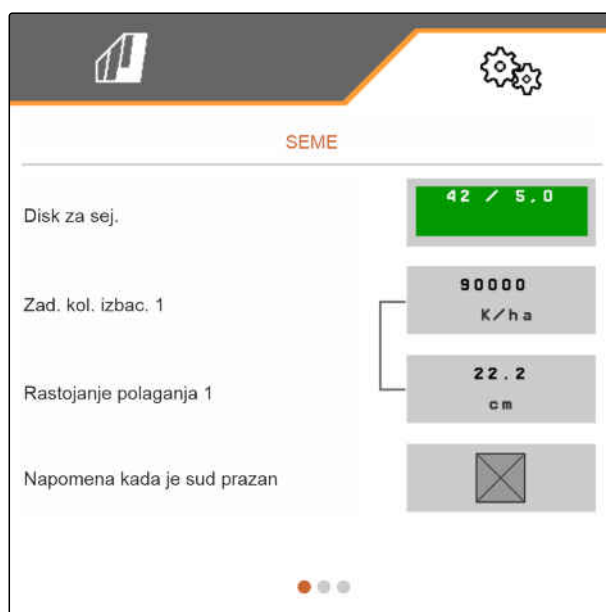 SEME
Disk za sej.
42 / 5,0
Zad. kol. izbac. 1
90000
K/ha
Rastojanje polaganja 1
22.2
cm
Napomena kada je sud prazan